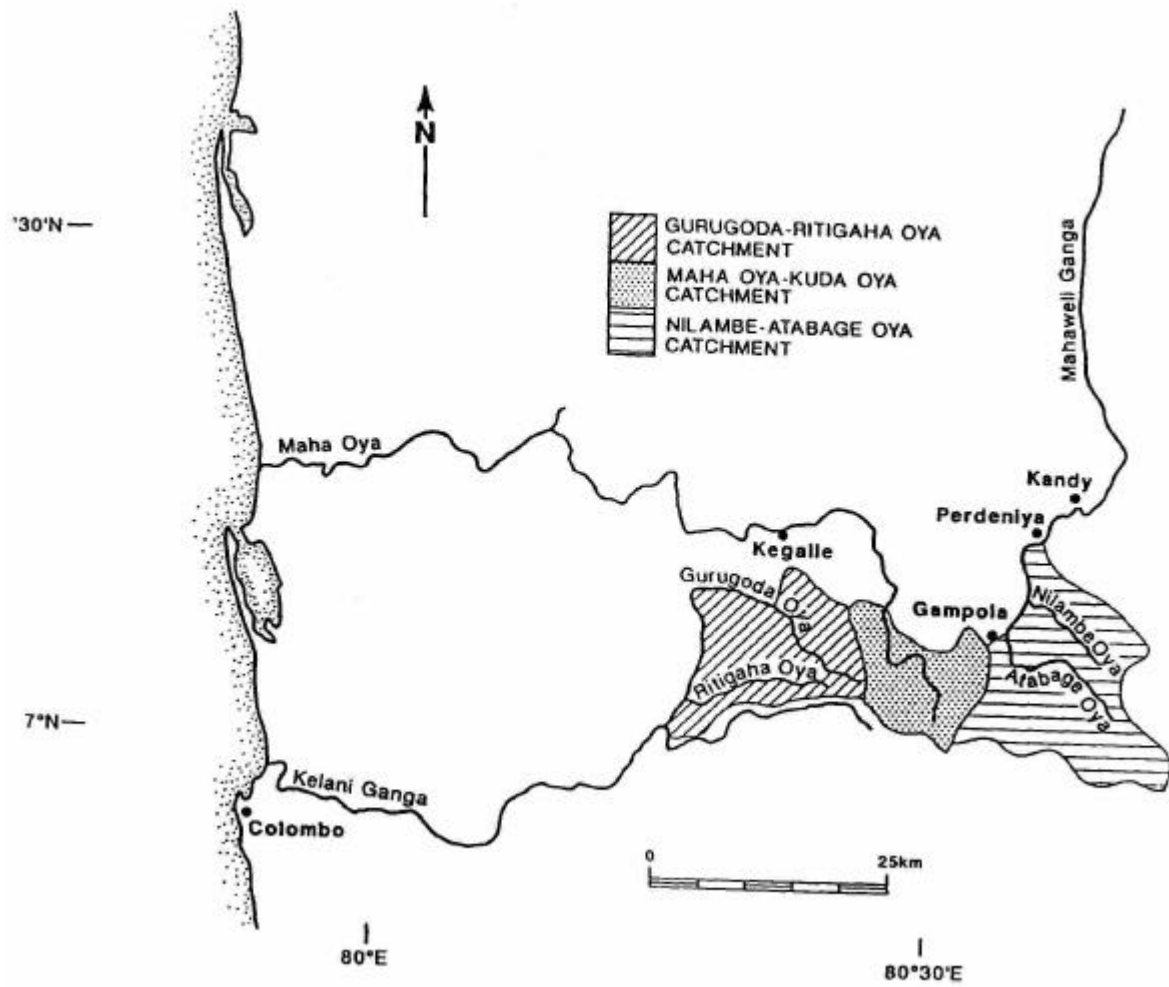 N
'30'N
GURUGODA-RITIGAHA OYA
CATCHMENT
MAHA OYA-KUDA OYA
CATCHMENT
NILAMBE-ATABAGE OYA
CATCHMENT
Mahaweli Ganga
Maha Oya
Kandy
Perdeniya
Kegalle
Gurugoda Oya
Gampola
Nilambe Oya
Ritigaha Oya
Atabage Oya
7°N
Kelani Ganga
Colombo
0
25km
80°E
80°30'E